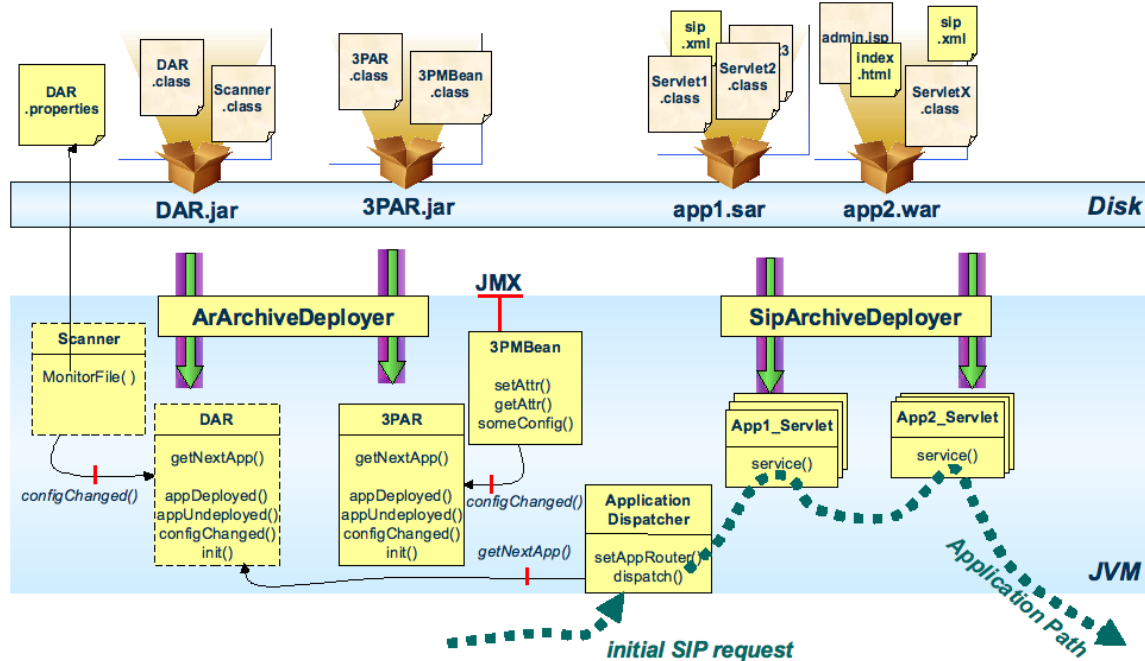 DAR
.properties
DAR
.class
Scanner
.class
3PAR
.class
3PMBean
.class
sip
.xml
Servlet1
.class
Servlet2
.class
admin.jsp
index
.html
sip
.xml
ServletX
.class
DAR.jar
3PAR.jar
app1.sar
app2.war
Disk
JMX
ArArchiveDeployer
SipArchiveDeployer
Scanner
MonitorFile( )
3PMBean
setAttr()
getAttr()
someConfig()
DAR
getNextApp()
appDeployed()
appUndeployed()
configChanged()
init()
3PAR
getNextApp()
appDeployed()
appUndeployed()
configChanged()
init()
App1_Servlet
service()
App2_Servlet
service()
configChanged()
configChanged()
Application
Dispatcher
setAppRouter()
dispatch()
getNextApp()
Application Path
JVM
initial SIP request